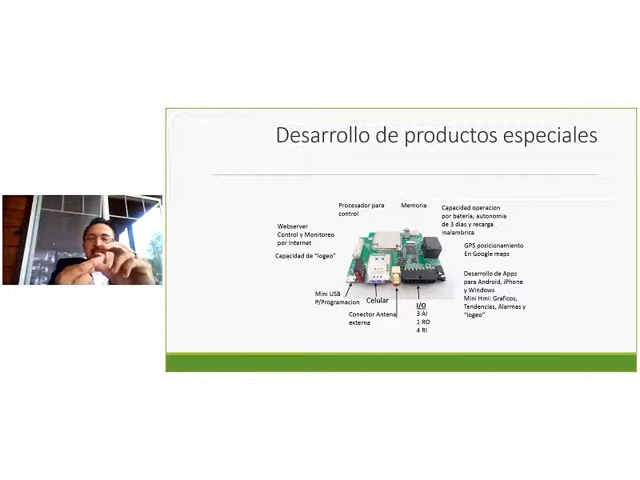 Desarrollo de productos especiales
Procesador para
control
Memoria
Capacidad operacion
por bateria, autonomia
de 3 dias y recarga
inalambrica
Webserver
Control y Monitoreo
por Internet
Capacidad de "logeo"
GPS posicionamiento
En Google maps
Desarrollo de Apps
para Android, iPhone
y Windows
Mini Hmi: Graficos,
Tendencias, Alarmas y
"logeo"
Mini USB
P/Programacion
Celular
Conector Antena
externa
I/O
3 AI
1 RO
4 RI